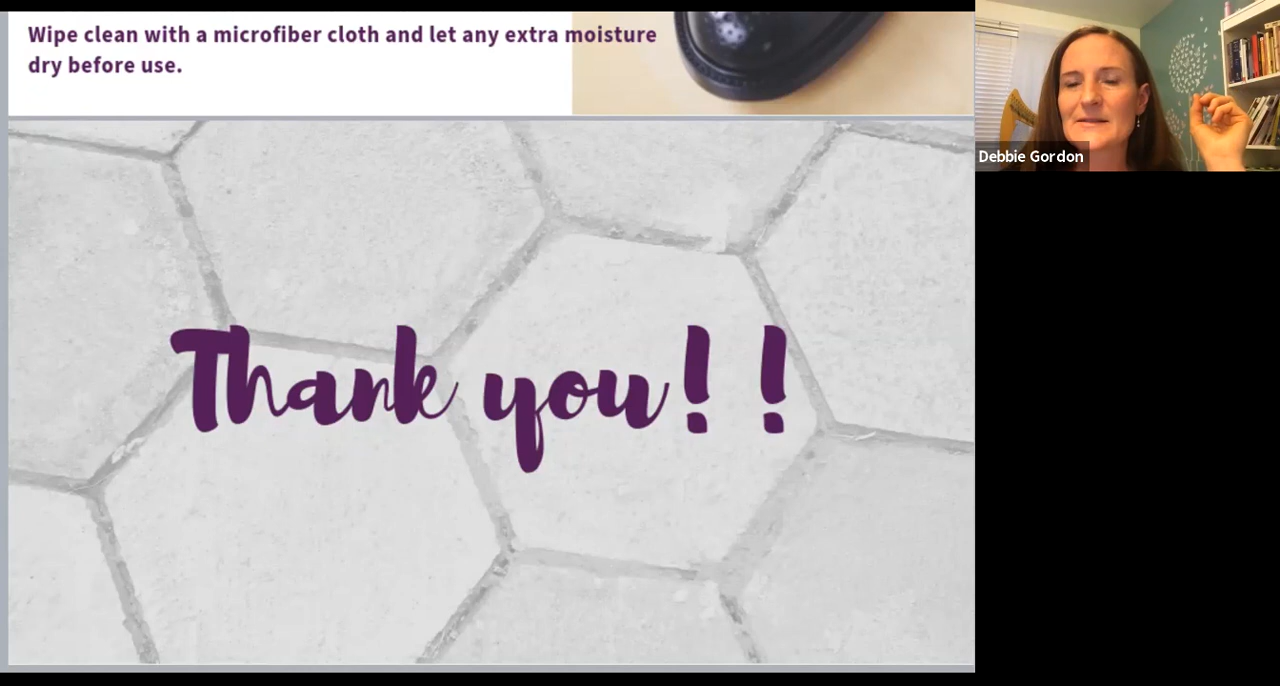 Wipe clean with a microfiber cloth and let any extra moisture
dry before use.
Debbie Gordon
Thank you! !